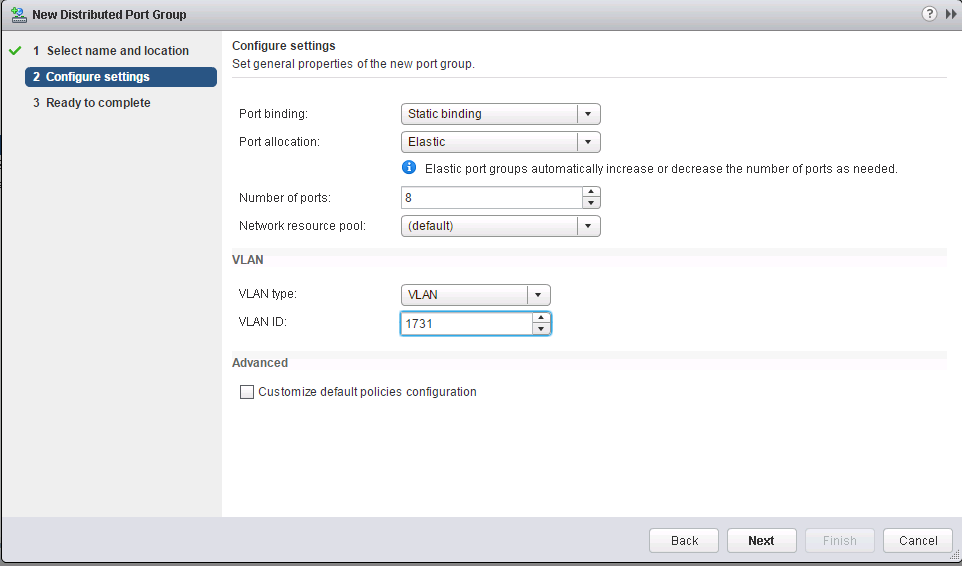 New Distributed Port Group
?
1 Select name and location
2 Configure settings
3 Ready to complete
Configure settings
Set general properties of the new port group.
Port binding: Static binding
Port allocation: Elastic
Elastic port groups automatically increase or decrease the number of ports as needed.
Number of ports: 8
Network resource pool: (default)
VLAN
VLAN type: VLAN
VLAN ID: 1731
Advanced
Customize default policies configuration
Back Next Finish Cancel